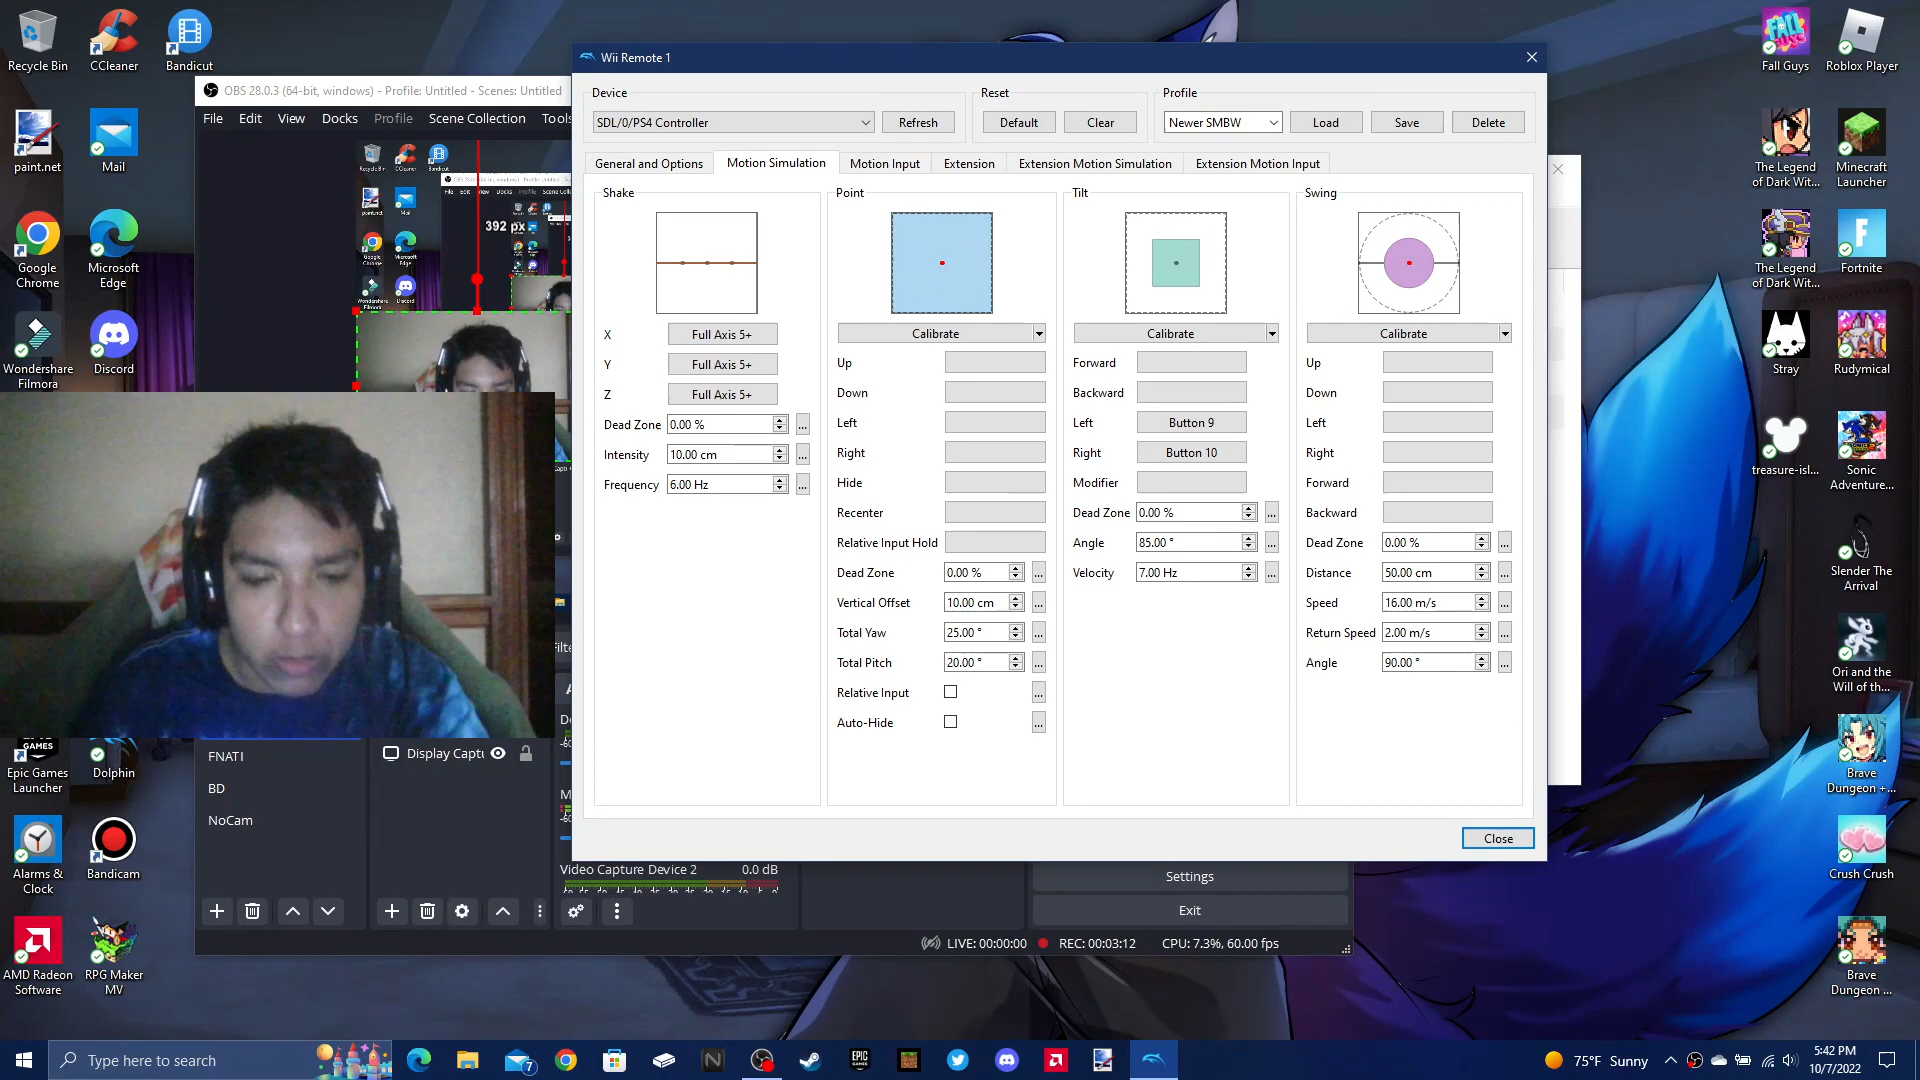 Recycle Bin
CCleaner
Bandicut
paint.net
Mail
Google
Chrome
Microsoft
Edge
Wondershare
Filmora
Discord
Epic Games
Launcher
Dolphin
Alarms &
Clock
Bandicam
AMD Radeon
Software
RPG Maker
MV
OBS 28.0.3 (64-bit, windows) - Profile: Untitled - Scenes: Untitled
File Edit View Docks Profile Scene Collection Tools
392 px
FNATI
BD
NoCam
Display Captu
Video Capture Device 2 0.0 dB
Settings
Exit
LIVE: 00:00:00 REC: 00:03:12 CPU: 7.3%, 60.00 fps
Wii Remote 1
Device
SDL/0/PS4 Controller
Refresh
Reset
Default
Clear
Profile
Newer SMBW
Load
Save
Delete
General and Options
Motion Simulation
Motion Input
Extension
Extension Motion Simulation
Extension Motion Input
Shake
X Full Axis 5+
Y Full Axis 5+
Z Full Axis 5+
Dead Zone 0.00 % ...
Intensity 10.00 cm ...
Frequency 6.00 Hz ...
Point
Calibrate
Up
Down
Left
Right
Hide
Recenter
Relative Input Hold
Dead Zone 0.00 % ...
Vertical Offset 10.00 cm ...
Total Yaw 25.00 ° ...
Total Pitch 20.00 ° ...
Relative Input ...
Auto-Hide ...
Tilt
Calibrate
Forward
Backward
Left Button 9
Right Button 10
Modifier
Dead Zone 0.00 % ...
Angle 85.00 ° ...
Velocity 7.00 Hz ...
Swing
Calibrate
Up
Down
Left
Right
Forward
Backward
Dead Zone 0.00 % ...
Distance 50.00 cm ...
Speed 16.00 m/s ...
Return Speed 2.00 m/s ...
Angle 90.00 ° ...
Close
Fall Guys
Roblox Player
The Legend
of Dark Wit...
Minecraft
Launcher
The Legend
of Dark Wit...
Fortnite
Stray
Rudymical
treasure-isl...
Sonic
Adventure...
Slender The
Arrival
Ori and the
Will of th...
Brave
Dungeon +...
Crush Crush
Brave
Dungeon ...
Type here to search
7
75°F Sunny
5:42 PM
10/7/2022